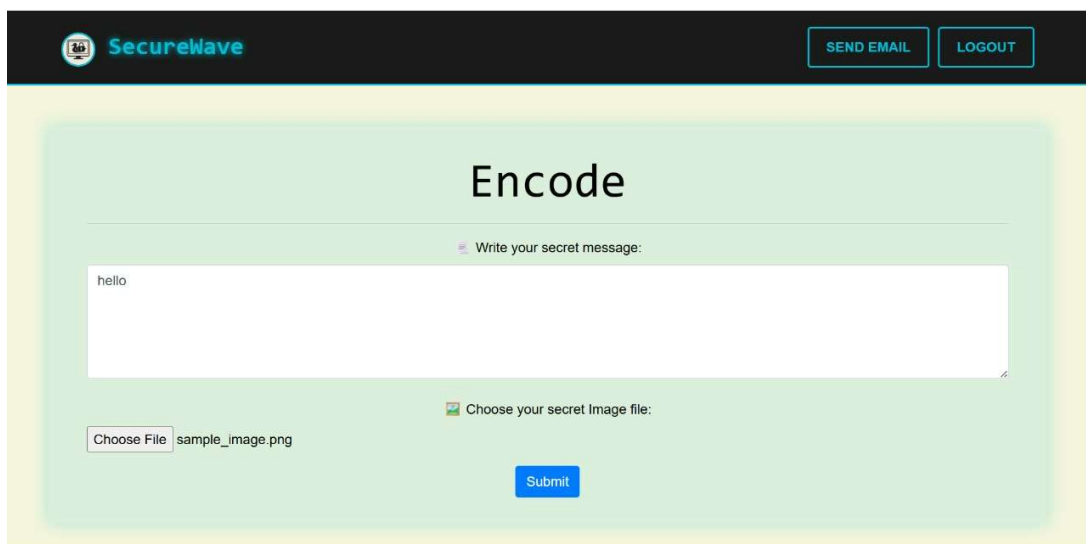 SecureWave
SEND EMAIL
LOGOUT
Encode
Write your secret message:
hello
Choose your secret Image file:
Choose File sample_image.png
Submit